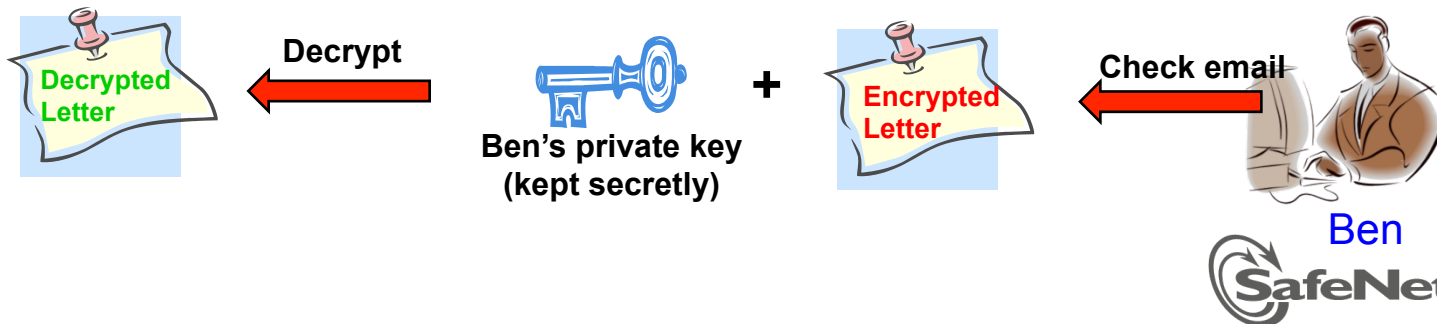 Decrypted
Letter
Decrypt
Ben’s private key
(kept secretly)
+
Encrypted
Letter
Check email
Ben
SafeNet